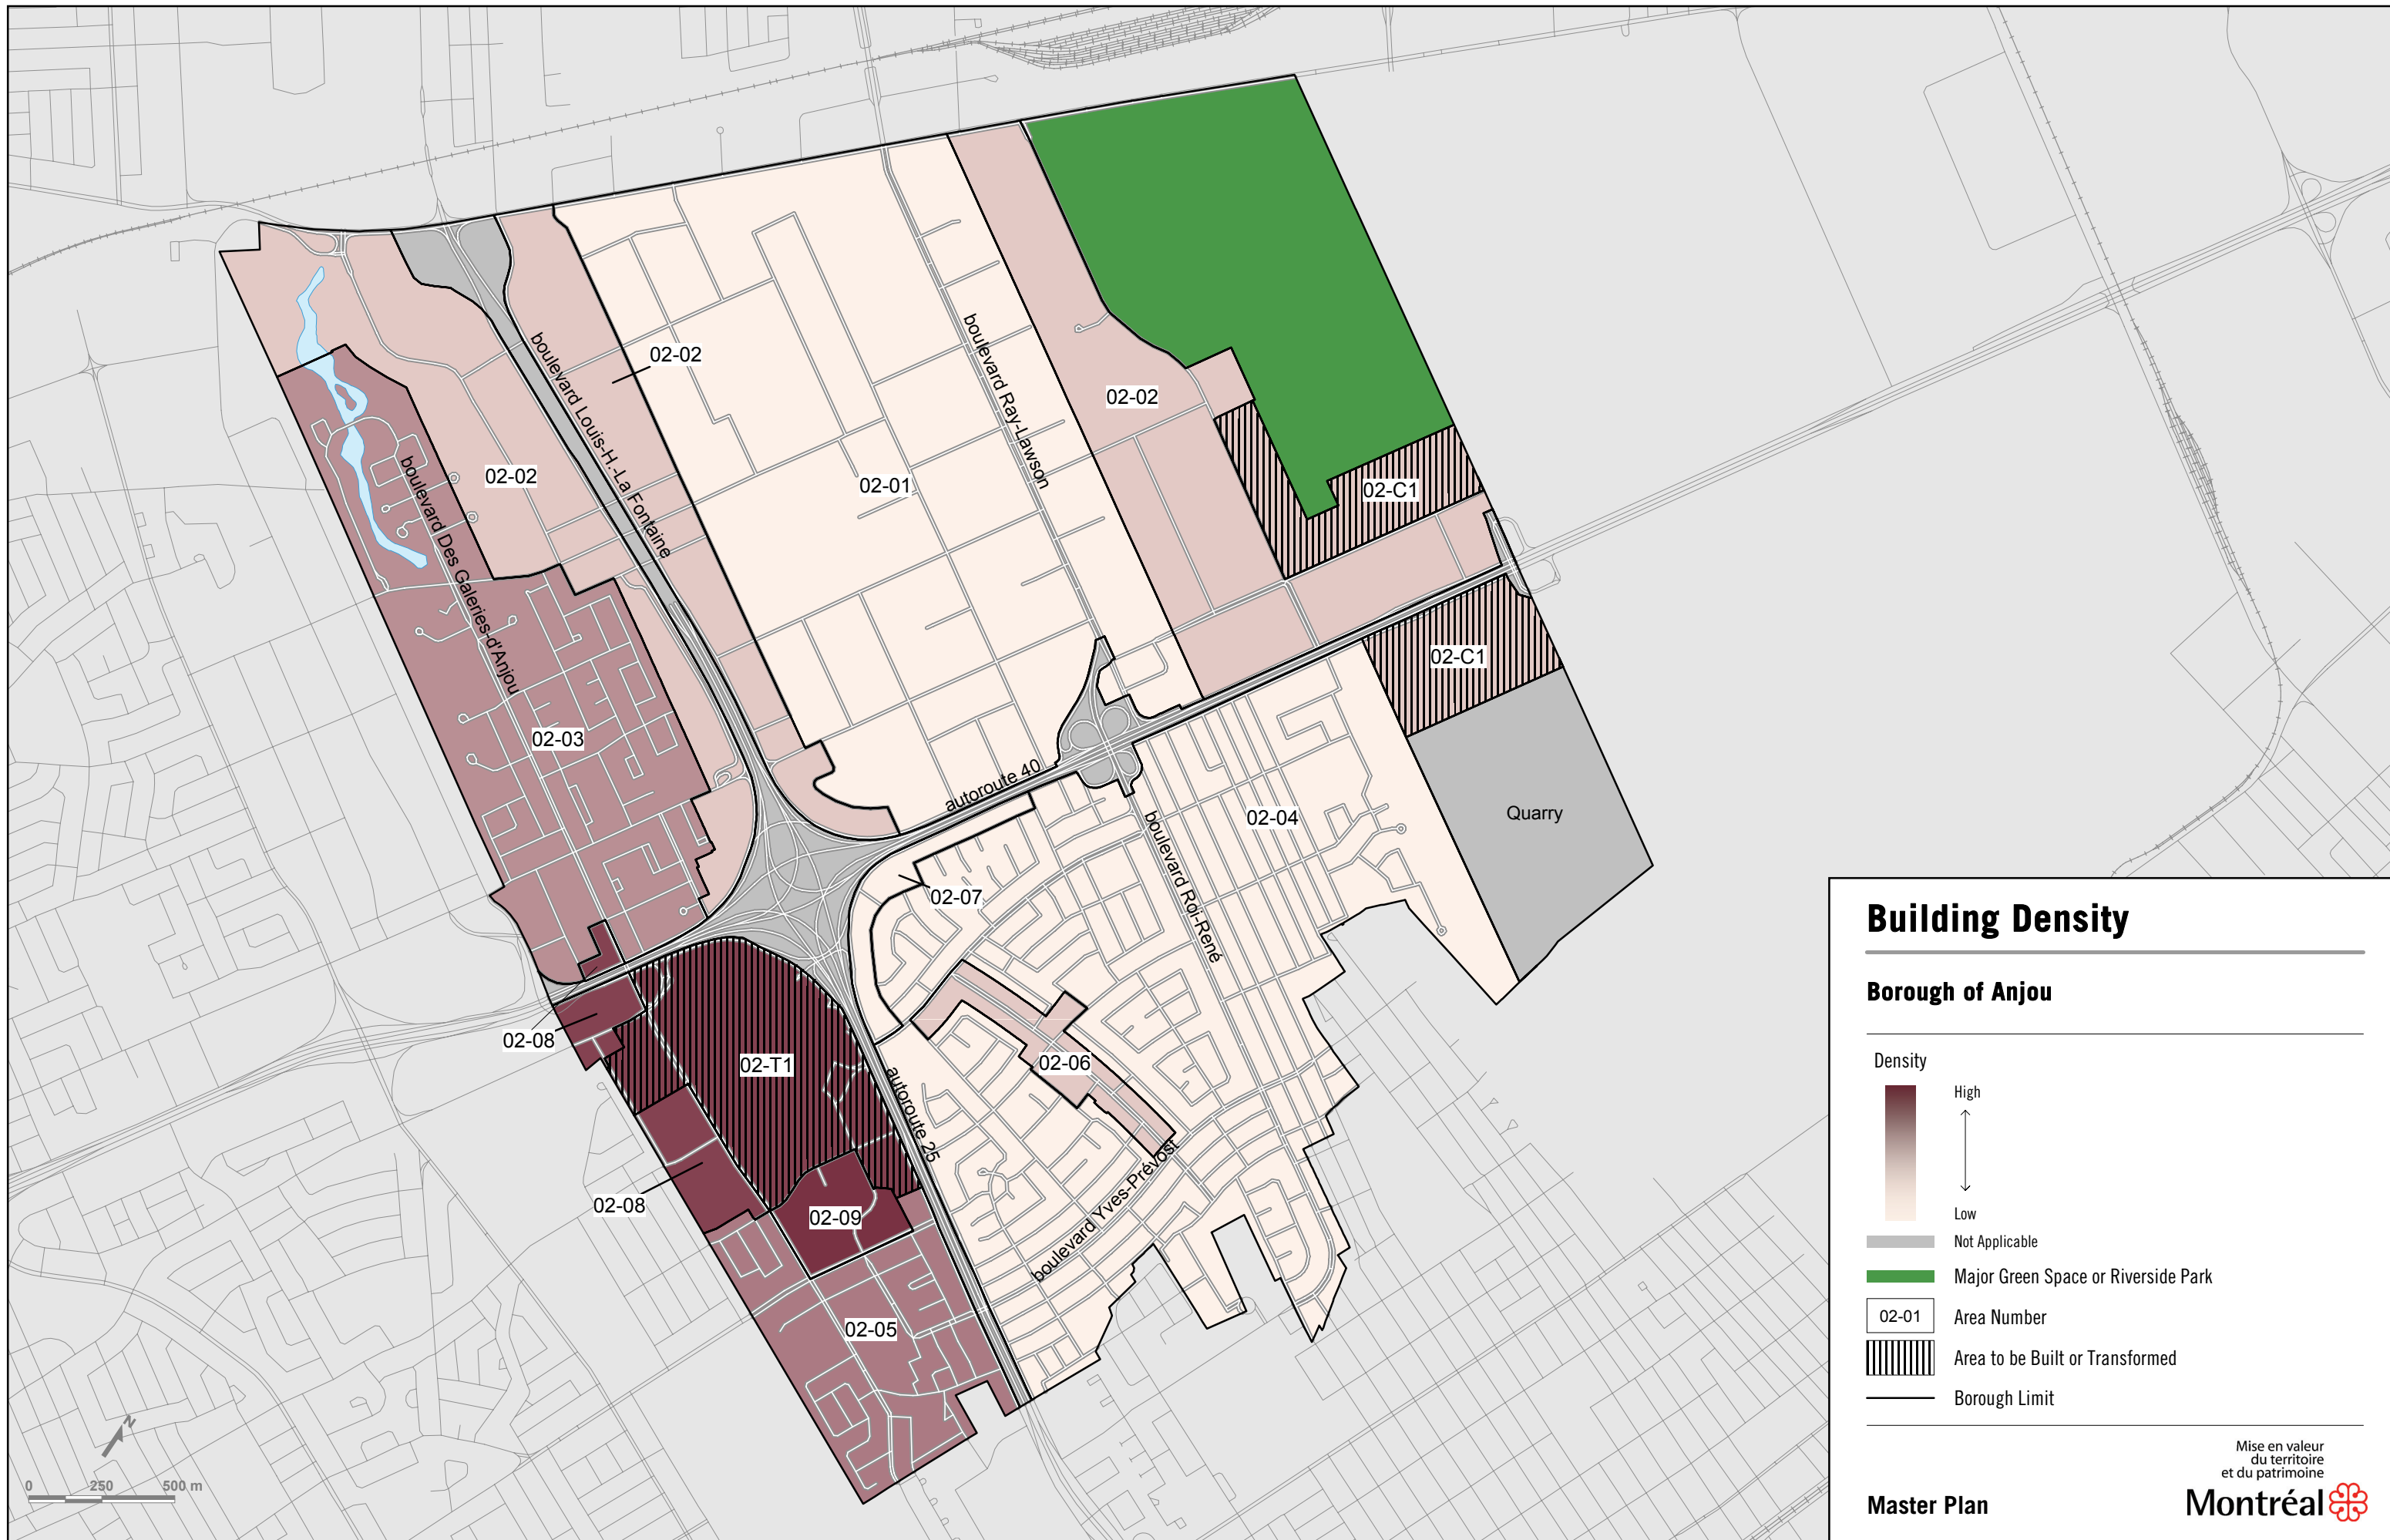 02-02
02-02
02-02
02-01
02-C1
02-C1
02-03
02-04
02-07
02-06
02-08
02-T1
02-08
02-09
02-05
Quarry
boulevard Louis-H.-La Fontaine
boulevard Ray-Lawson
boulevard Des Galeries-d'Anjou
autoroute 40
boulevard Roi-René
autoroute 25
boulevard Yves-Prévost
N
0 250 500 m
Building Density
Borough of Anjou
Density
High
Low
Not Applicable
Major Green Space or Riverside Park
02-01 Area Number
Area to be Built or Transformed
Borough Limit
Mise en valeur
du territoire
et du patrimoine
Master Plan
Montréal